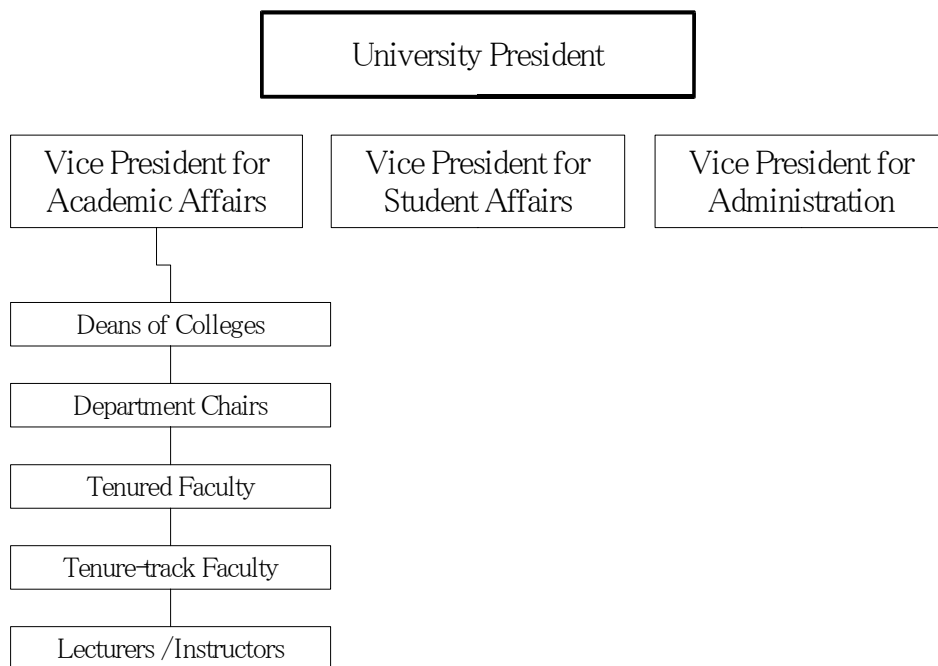 University President
Vice President for
Academic Affairs
Vice President for
Student Affairs
Vice President for
Administration
Deans of Colleges
Department Chairs
Tenured Faculty
Tenure-track Faculty
Lecturers /Instructors